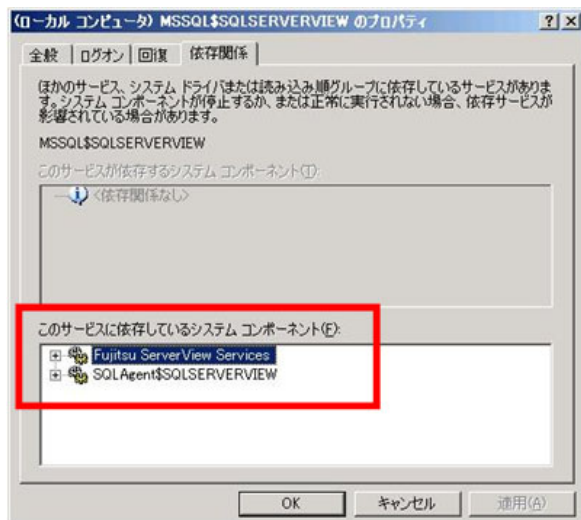 (ローカル コンピュータ) MSSQL$SQLSERVERVIEW のプロパティ
全般 ログオン 回復 依存関係
ほかのサービス、システム ドライバまたは読み込み順グループに依存しているサービスがありま
す。システム コンポーネントが停止するか、または正常に実行されない場合、依存サービスが
影響されている場合があります。
MSSQL$SQLSERVERVIEW
このサービスが依存するシステム コンポーネント(T):
<依存関係なし>
このサービスに依存しているシステム コンポーネント(F):
Fujitsu ServerView Services
SQLAgent$SQLSERVERVIEW
OK キャンセル 適用(A)